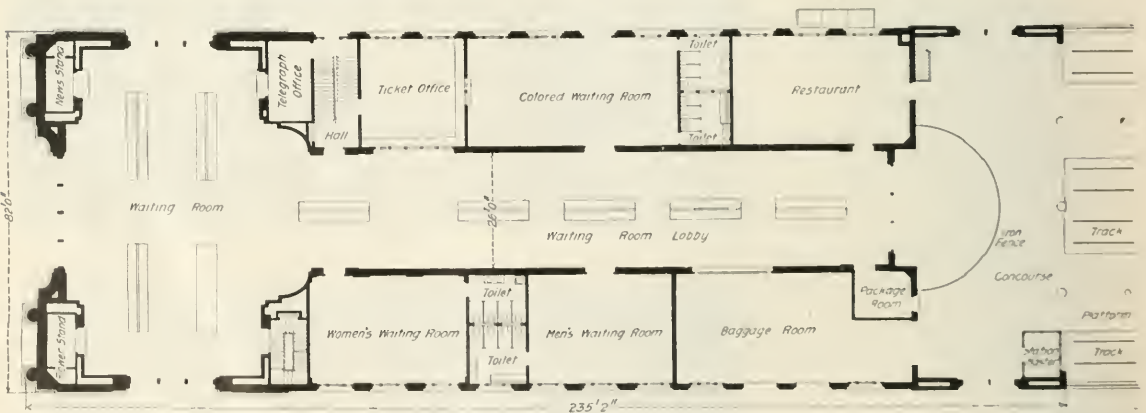 News Stand
Telegraph
Office
Hall
Ticket Office
Colored Waiting Room
Toilet
Toilet
Restaurant
82'0"
Waiting Room
26'0"
Waiting Room Lobby
Iron
Fence
Track
Concourse
Flower Stand
Women's Waiting Room
Toilet
Toilet
Men's Waiting Room
Baggage Room
Package
Room
Platform
Station
Master
Track
235'2"